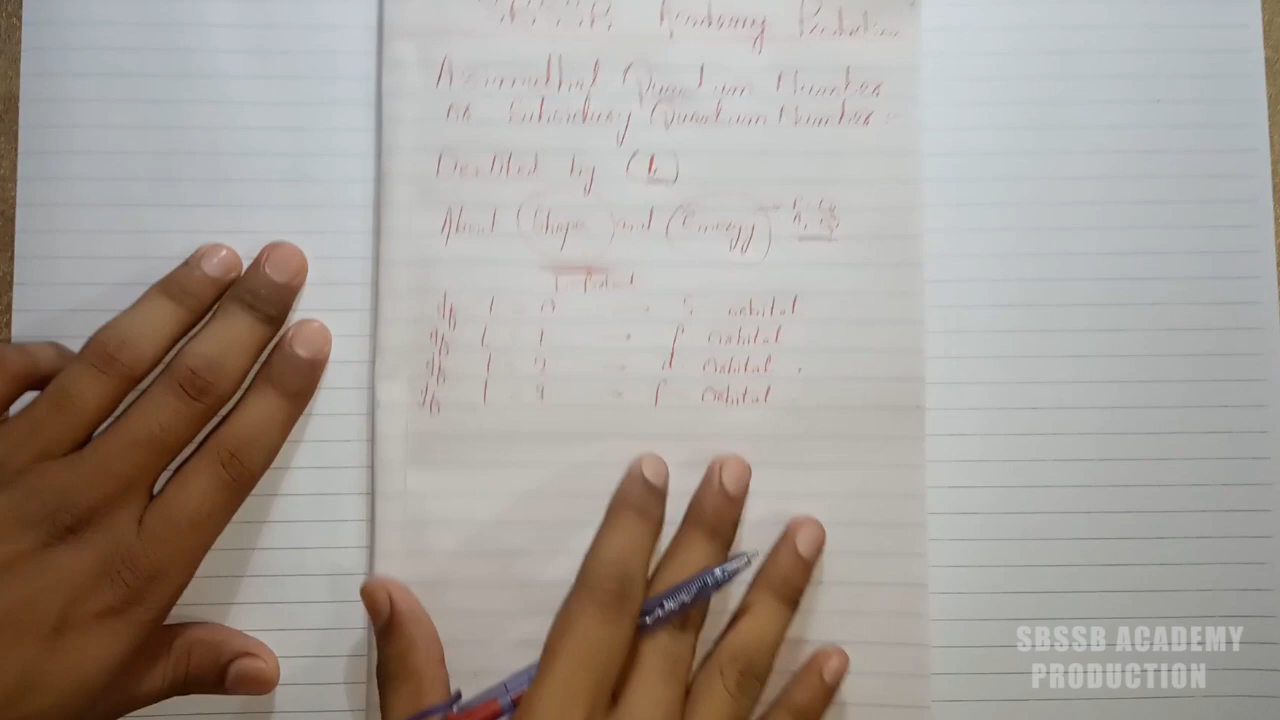 Academy Production
Azimuthal Quantum Number
or Subsidiary Quantum Number =
Denoted by (L)
About (Shape) and (Energy)
Important
If l 0 S orbital
If l 1 p orbital
If l 2 d orbital
If l 3 f orbital
SBSSB ACADEMY
PRODUCTION